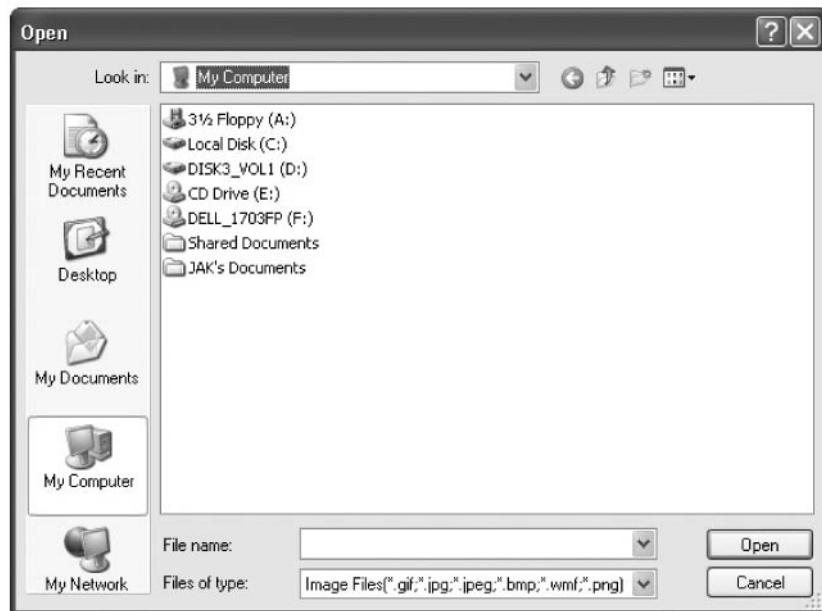 Open
Look in:
My Computer
My Recent
Documents
Desktop
My Documents
My Computer
My Network
3½ Floppy (A:)
Local Disk (C:)
DISK3_VOL1 (D:)
CD Drive (E:)
DELL_1703FP (F:)
Shared Documents
JAK's Documents
File name:
Open
Files of type:
Image Files(*.gif;*.jpg;*.jpeg;*.bmp;*.wmf;*.png)
Cancel